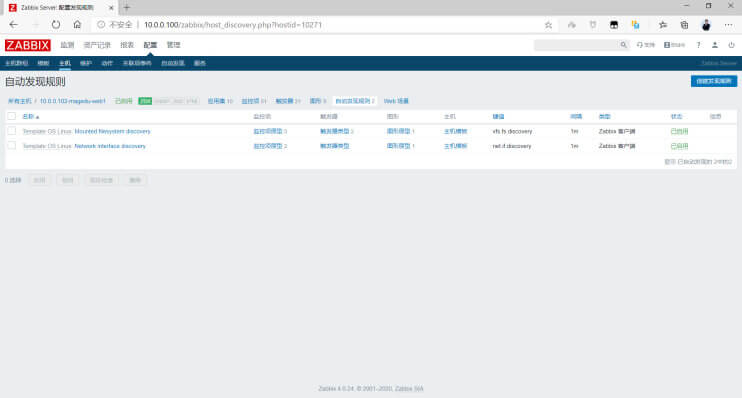 Zabbix Server: 配置发现规则
不安全 | 10.0.0.100/zabbix/host_discovery.php?hostid=10271
ZABBIX 监测 资产记录 报表 配置 管理 支持 Share ?
主机群组 模板 主机 维护 动作 关联项事件 自动发现 服务 Zabbix Server
自动发现规则 创建发现规则
所有主机 / 10.0.0.102-magedu-web1 已启用 ZBX SNMP JMX IPMI 应用集 10 监控项 51 触发器 21 图形 9 自动发现规则 2 Web 场景
名称 监控项 触发器 图形 主机 键值 间隔 类型 状态 信息
Template OS Linux: Mounted filesystem discovery 监控项原型 5 触发器类型 2 图形原型 1 主机模板 vfs.fs.discovery 1m Zabbix 客户端 已启用
Template OS Linux: Network interface discovery 监控项原型 2 触发器类型 图形原型 1 主机模板 net.if.discovery 1m Zabbix 客户端 已启用
显示 已自动发现的 2中的2
0 选择 启用 禁用 现在检查 删除
Zabbix 4.0.24. © 2001–2020, Zabbix SIA